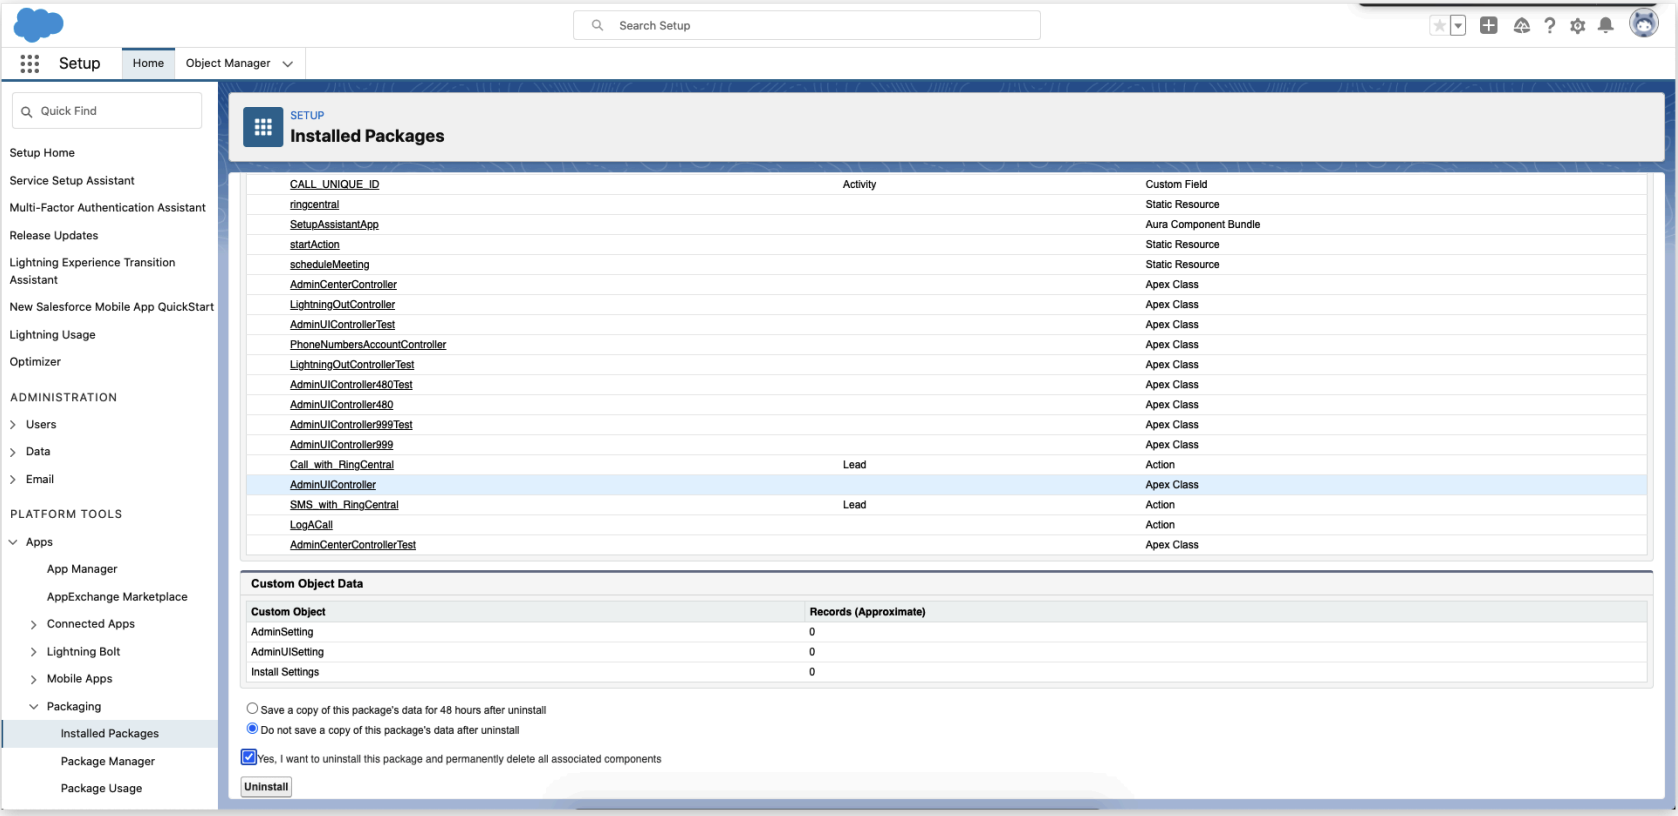 Search Setup
Setup
Home
Object Manager
Quick Find
Setup Home
Service Setup Assistant
Multi-Factor Authentication Assistant
Release Updates
Lightning Experience Transition
Assistant
New Salesforce Mobile App QuickStart
Lightning Usage
Optimizer
ADMINISTRATION
Users
Data
Email
PLATFORM TOOLS
Apps
App Manager
AppExchange Marketplace
Connected Apps
Lightning Bolt
Mobile Apps
Packaging
Installed Packages
Package Manager
Package Usage
SETUP
Installed Packages
CALL_UNIQUE_ID Activity Custom Field
ringcentral Static Resource
SetupAssistantApp Aura Component Bundle
startAction Static Resource
scheduleMeeting Static Resource
AdminCenterController Apex Class
LightningOutController Apex Class
AdminUIControllerTest Apex Class
PhoneNumbersAccountController Apex Class
LightningOutControllerTest Apex Class
AdminUIController480Test Apex Class
AdminUIController480 Apex Class
AdminUIController999Test Apex Class
AdminUIController999 Apex Class
Call_with_RingCentral Lead Action
AdminUIController Apex Class
SMS_with_RingCentral Lead Action
LogACall Action
AdminCenterControllerTest Apex Class
Custom Object Data
Custom Object Records (Approximate)
AdminSetting 0
AdminUISetting 0
Install Settings 0
Save a copy of this package's data for 48 hours after uninstall
Do not save a copy of this package's data after uninstall
Yes, I want to uninstall this package and permanently delete all associated components
Uninstall